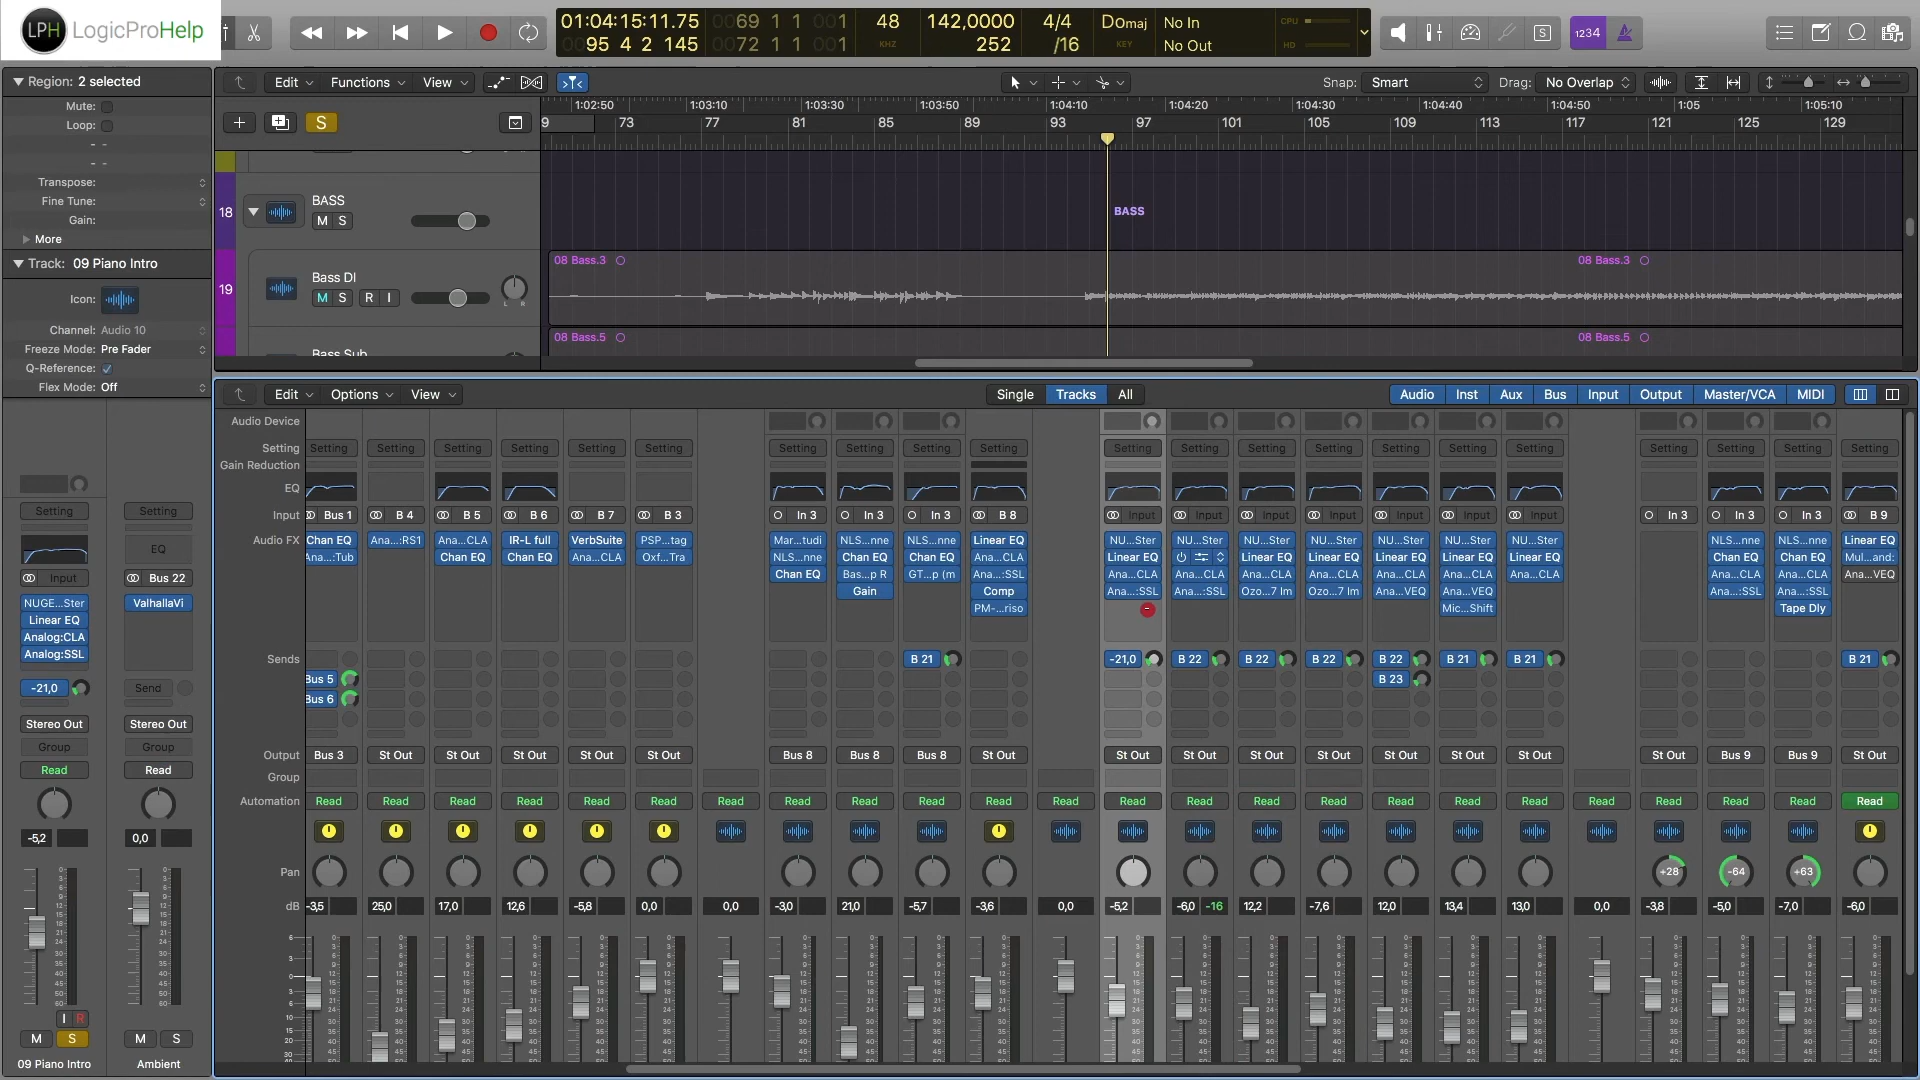 LPH LogicProHelp
01:04:15:11.75
0095 4 2 145
0069 1 1 001
0072 1 1 001
48
KHZ
142,0000
252
4/4
/16
Domaj
KEY
No In
No Out
CPU
HD
1234
Region: 2 selected
Mute:
Loop:
- -
- -
Transpose:
Fine Tune:
Gain:
More
Track: 09 Piano Intro
Icon:
Channel: Audio 10
Freeze Mode: Pre Fader
Q-Reference:
Flex Mode: Off
Edit Functions View
Snap: Smart
Drag: No Overlap
S
1:02:50 1:03:10 1:03:30 1:03:50 1:04:10 1:04:20 1:04:30 1:04:40 1:04:50 1:05 1:05:10
9 73 77 81 85 89 93 97 101 105 109 113 117 121 125 129
18 BASS
M S
BASS
19 Bass DI
M S R I
L R
08 Bass.3 08 Bass.3
Bass Sub
08 Bass.5 08 Bass.5
Edit Options View
Single Tracks All
Audio Inst Aux Bus Input Output Master/VCA MIDI
Audio Device
Setting Setting Setting Setting Setting Setting Setting Setting Setting Setting Setting Setting Setting Setting Setting Setting Setting Setting Setting Setting Setting Setting
Gain Reduction
EQ
Input Bus 1 B 4 B 5 B 6 B 7 B 3 In 3 In 3 In 3 B 8 Input Input Input Input Input Input Input In 3 In 3 In 3 B 9
Audio FX Chan EQ Ana...:RS1 Ana...CLA IR-L full VerbSuite PSP...tag Mar...tudi NLS...nne NLS...nne Linear EQ NU...Ster NU...Ster NU...Ster NU...Ster NU...Ster NU...Ster NU...Ster NLS...nne NLS...nne Linear EQ
Ana...:Tub Chan EQ Chan EQ Ana...CLA Oxf...Tra NLS...nne Chan EQ Chan EQ Ana...CLA Linear EQ Linear EQ Linear EQ Linear EQ Linear EQ Linear EQ Chan EQ Chan EQ Mul...and:
Chan EQ Bas...p R GT...p (m Ana...:SSL Ana...CLA Ana...CLA Ana...CLA Ana...CLA Ana...CLA Ana...CLA Ana...CLA Ana...CLA Ana...CLA Ana...VEQ
Gain Comp Ana...:SSL Ana...:SSL Ozo...7 Im Ozo...7 Im Ana...VEQ Ana...VEQ Ana...:SSL Ana...:SSL
PM-...riso Mic...Shift Tape Dly
Sends B 21 -21,0 B 22 B 22 B 22 B 22 B 21 B 21 B 21
Bus 5 B 23
Bus 6
Output Bus 3 St Out St Out St Out St Out St Out Bus 8 Bus 8 Bus 8 St Out St Out St Out St Out St Out St Out St Out St Out St Out Bus 9 Bus 9 St Out
Group
Automation Read Read Read Read Read Read Read Read Read Read Read Read Read Read Read Read Read Read Read Read Read Read Read Read
Pan +28 -64 +63
dB -3,5 25,0 17,0 12,6 -5,8 0,0 0,0 -3,0 21,0 -5,7 -3,6 0,0 -5,2 -6,0 -16 12,2 -7,6 12,0 13,4 13,0 0,0 -3,8 -5,0 -7,0 -6,0
Setting Setting
EQ
Input Bus 22
NUGE...Ster ValhallaVi
Linear EQ
Analog:CLA
Analog:SSL
-21,0 Send
Stereo Out Stereo Out
Group Group
Read Read
-5,2 0,0
I R
M S M S
09 Piano Intro Ambient